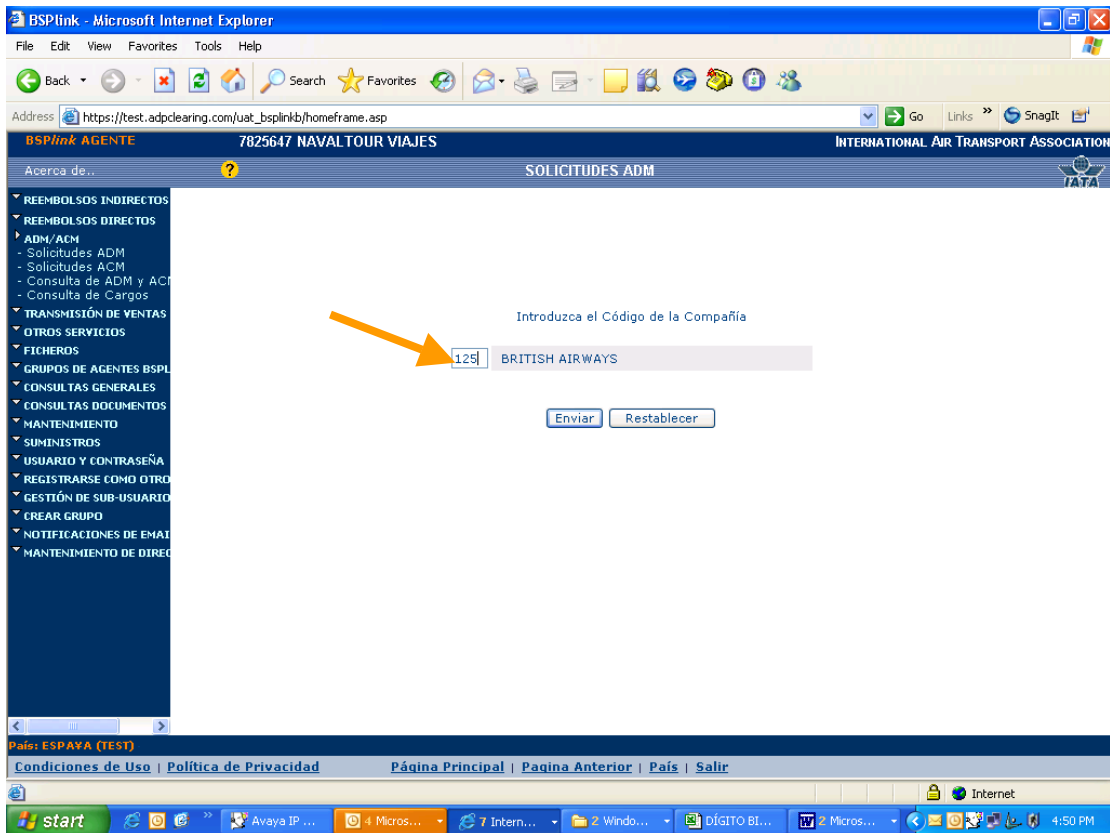 BSPlink - Microsoft Internet Explorer
File Edit View Favorites Tools Help
Back Search Favorites
Address https://test.adpclearing.com/uat_bsplinkb/homeframe.asp Go Links » SnagIt
BSPlink AGENTE 7825647 NAVALTOUR VIAJES INTERNATIONAL AIR TRANSPORT ASSOCIATION
Acerca de.. ? SOLICITUDES ADM IATA
REEMBOLSOS INDIRECTOS
REEMBOLSOS DIRECTOS
ADM/ACM
- Solicitudes ADM
- Solicitudes ACM
- Consulta de ADM y ACM
- Consulta de Cargos
TRANSMISIÓN DE VENTAS
OTROS SERVICIOS
FICHEROS
GRUPOS DE AGENTES BSPL
CONSULTAS GENERALES
CONSULTAS DOCUMENTOS
MANTENIMIENTO
SUMINISTROS
USUARIO Y CONTRASEÑA
REGISTRARSE COMO OTRO
GESTIÓN DE SUB-USUARIO
CREAR GRUPO
NOTIFICACIONES DE EMAI
MANTENIMIENTO DE DIREC
Introduzca el Código de la Compañía
125 BRITISH AIRWAYS
Enviar Restablecer
País: ESPA¥A (TEST)
Condiciones de Uso | Política de Privacidad Página Principal | Pagina Anterior | País | Salir
Internet
start » Avaya IP ... 4 Micros... 7 Intern... 2 Windo... DÍGITO BI... 2 Micros... 4:50 PM